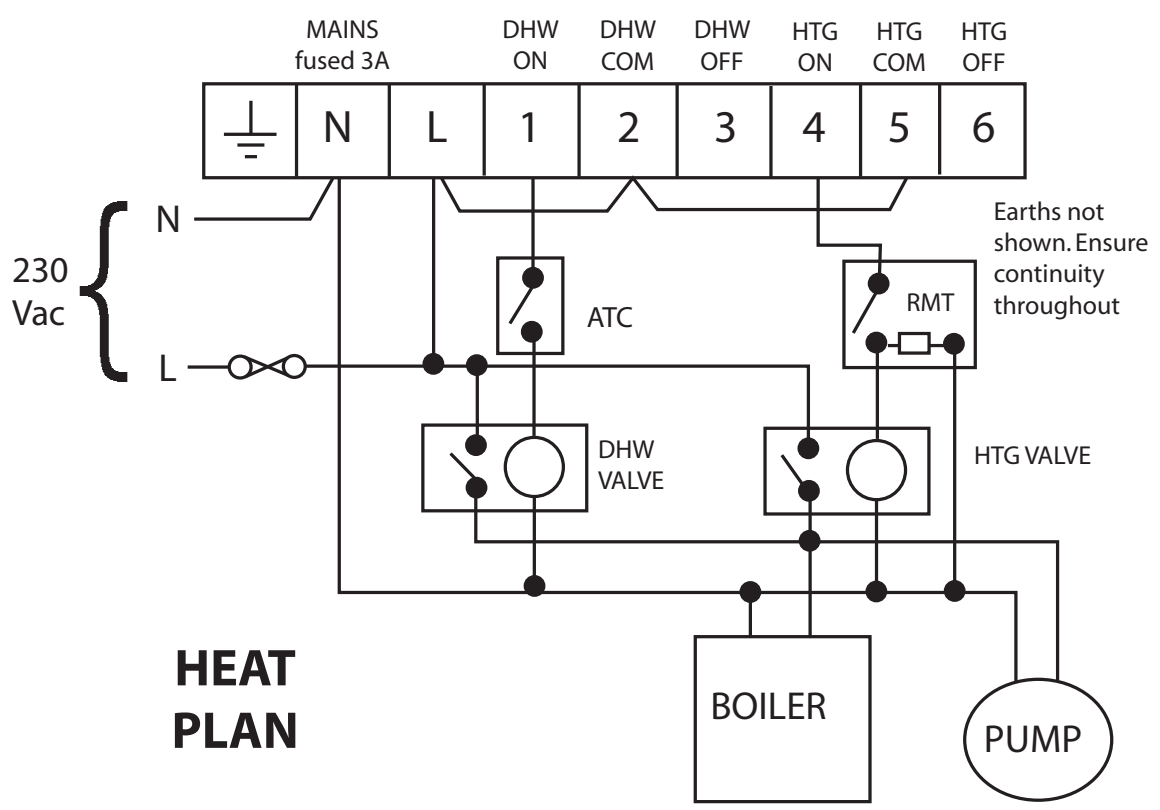 MAINS
fused 3A
DHW
ON
DHW
COM
DHW
OFF
HTG
ON
HTG
COM
HTG
OFF
N
L
1
2
3
4
5
6
N
230
Vac
L
ATC
RMT
Earths not
shown. Ensure
continuity
throughout
DHW
VALVE
HTG VALVE
HEAT
PLAN
BOILER
PUMP